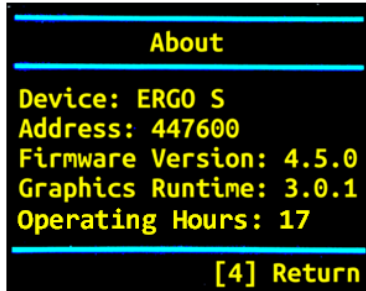 About
Device: ERGO S
Address: 447600
Firmware Version: 4.5.0
Graphics Runtime: 3.0.1
Operating Hours: 17
[4] Return